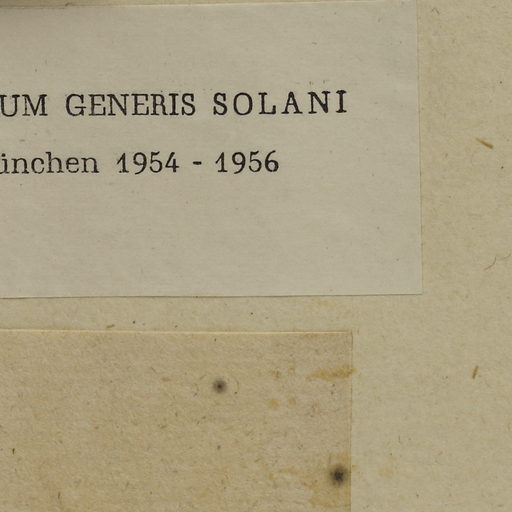 UM GENERIS SOLANI
ünchen 1954 - 1956